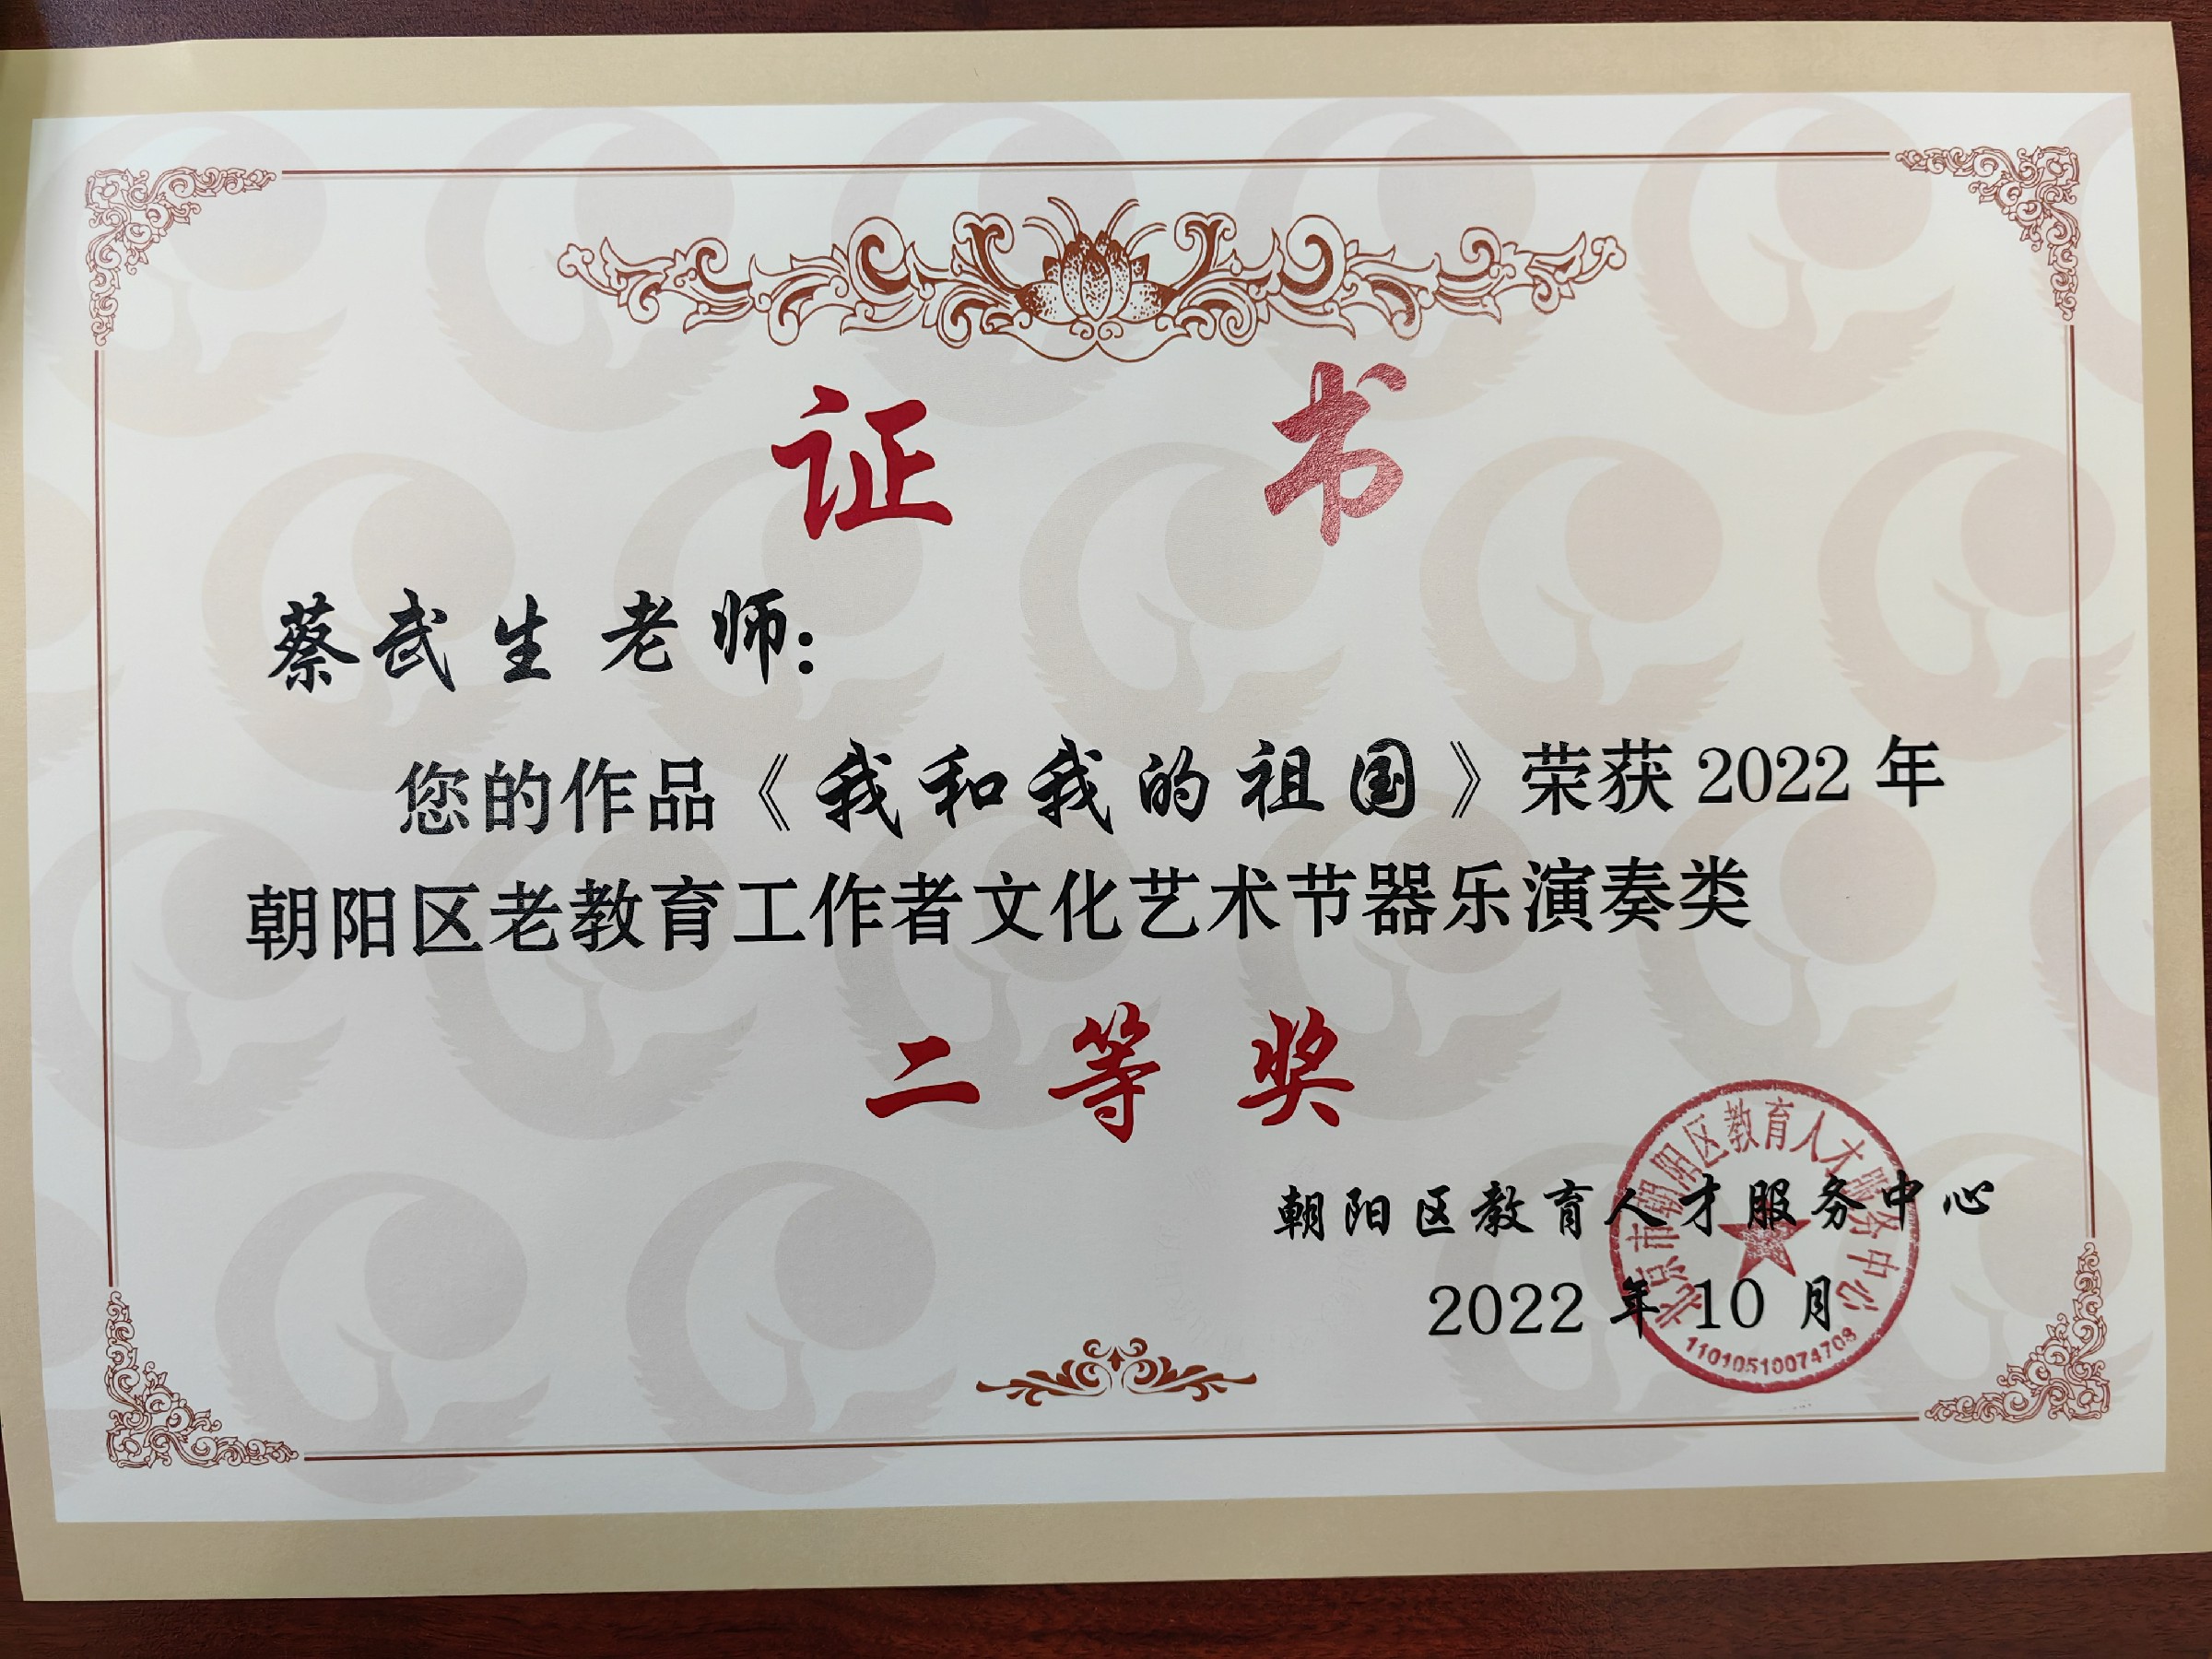 证书
蔡武生老师:
您的作品《我和我的祖国》荣获2022年
朝阳区老教育工作者文化艺术节器乐演奏类
二等奖
朝阳区教育人才服务中心
2022年10月
北京市朝阳区教育人才服务中心
11010510074708